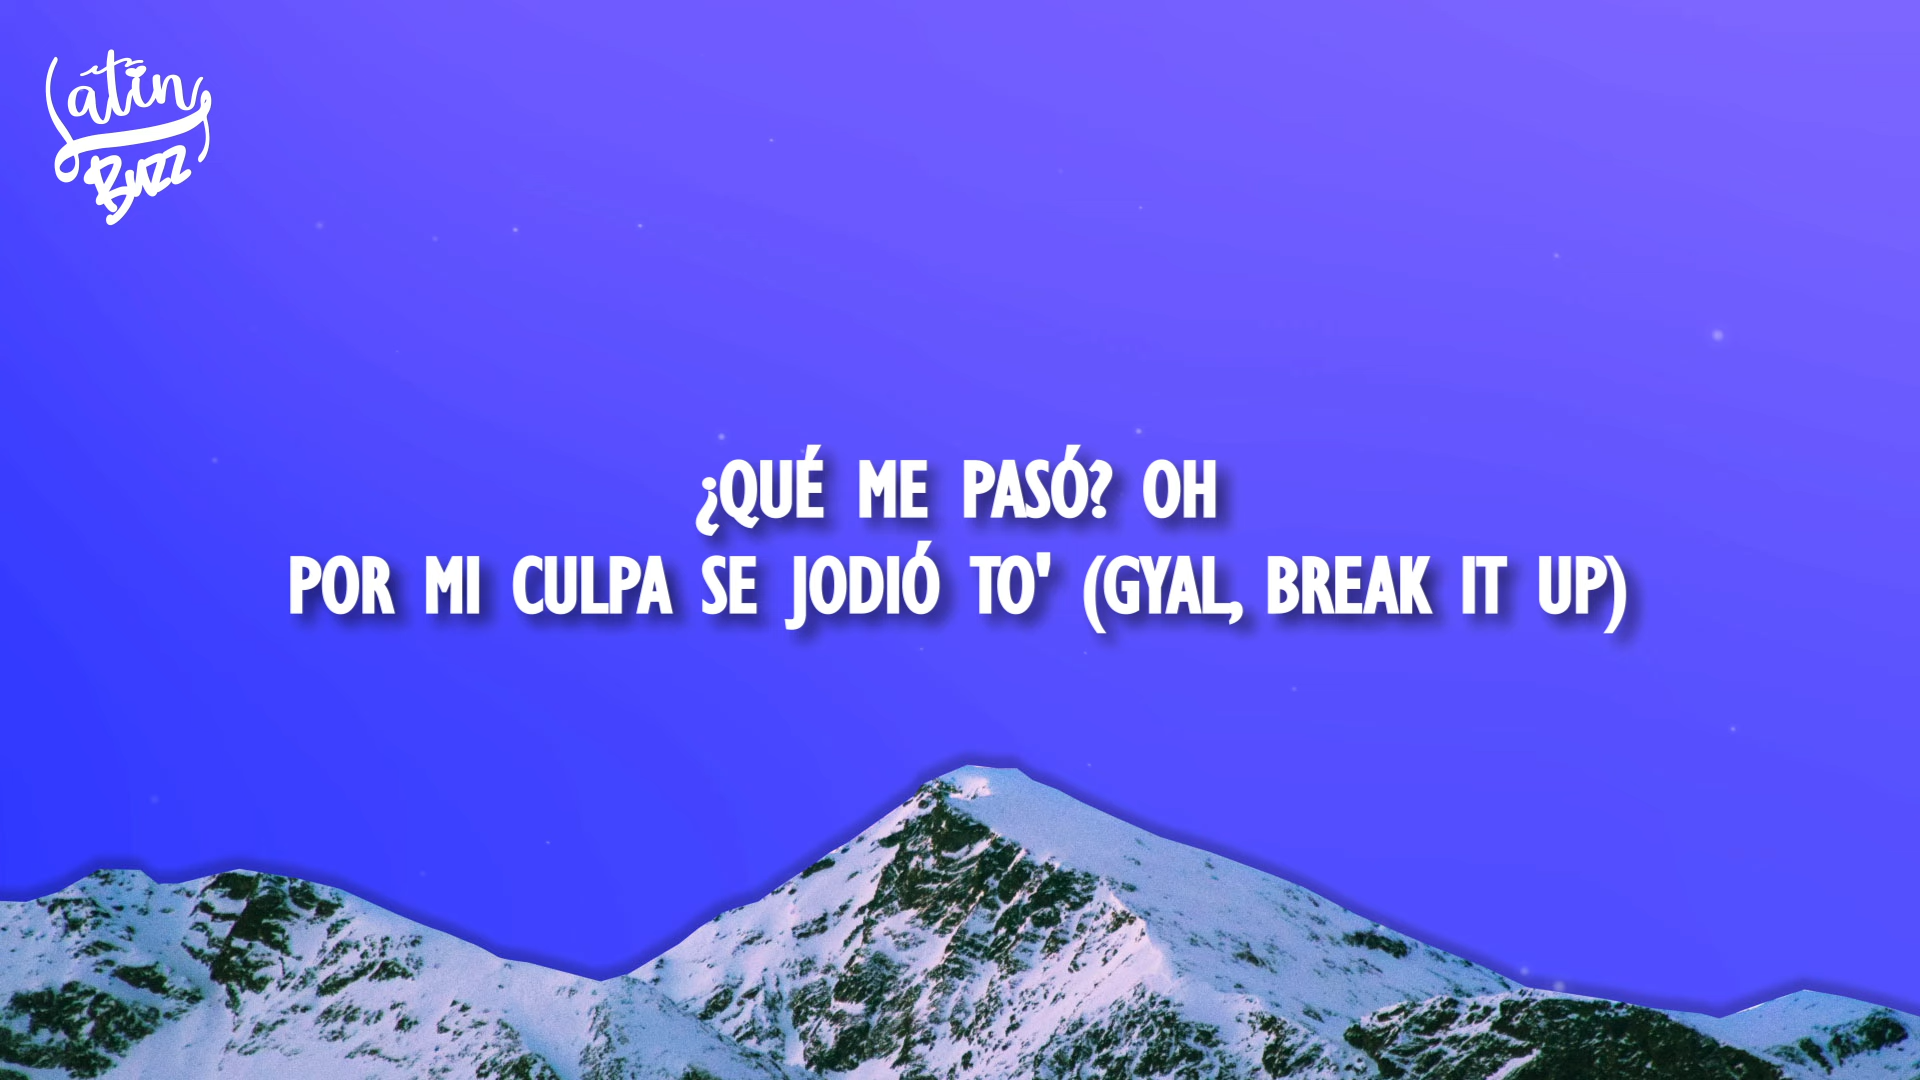 Latin
Buzz
¿QUÉ ME PASÓ? OH
POR MI CULPA SE JODIÓ TO' (GYAL, BREAK IT UP)